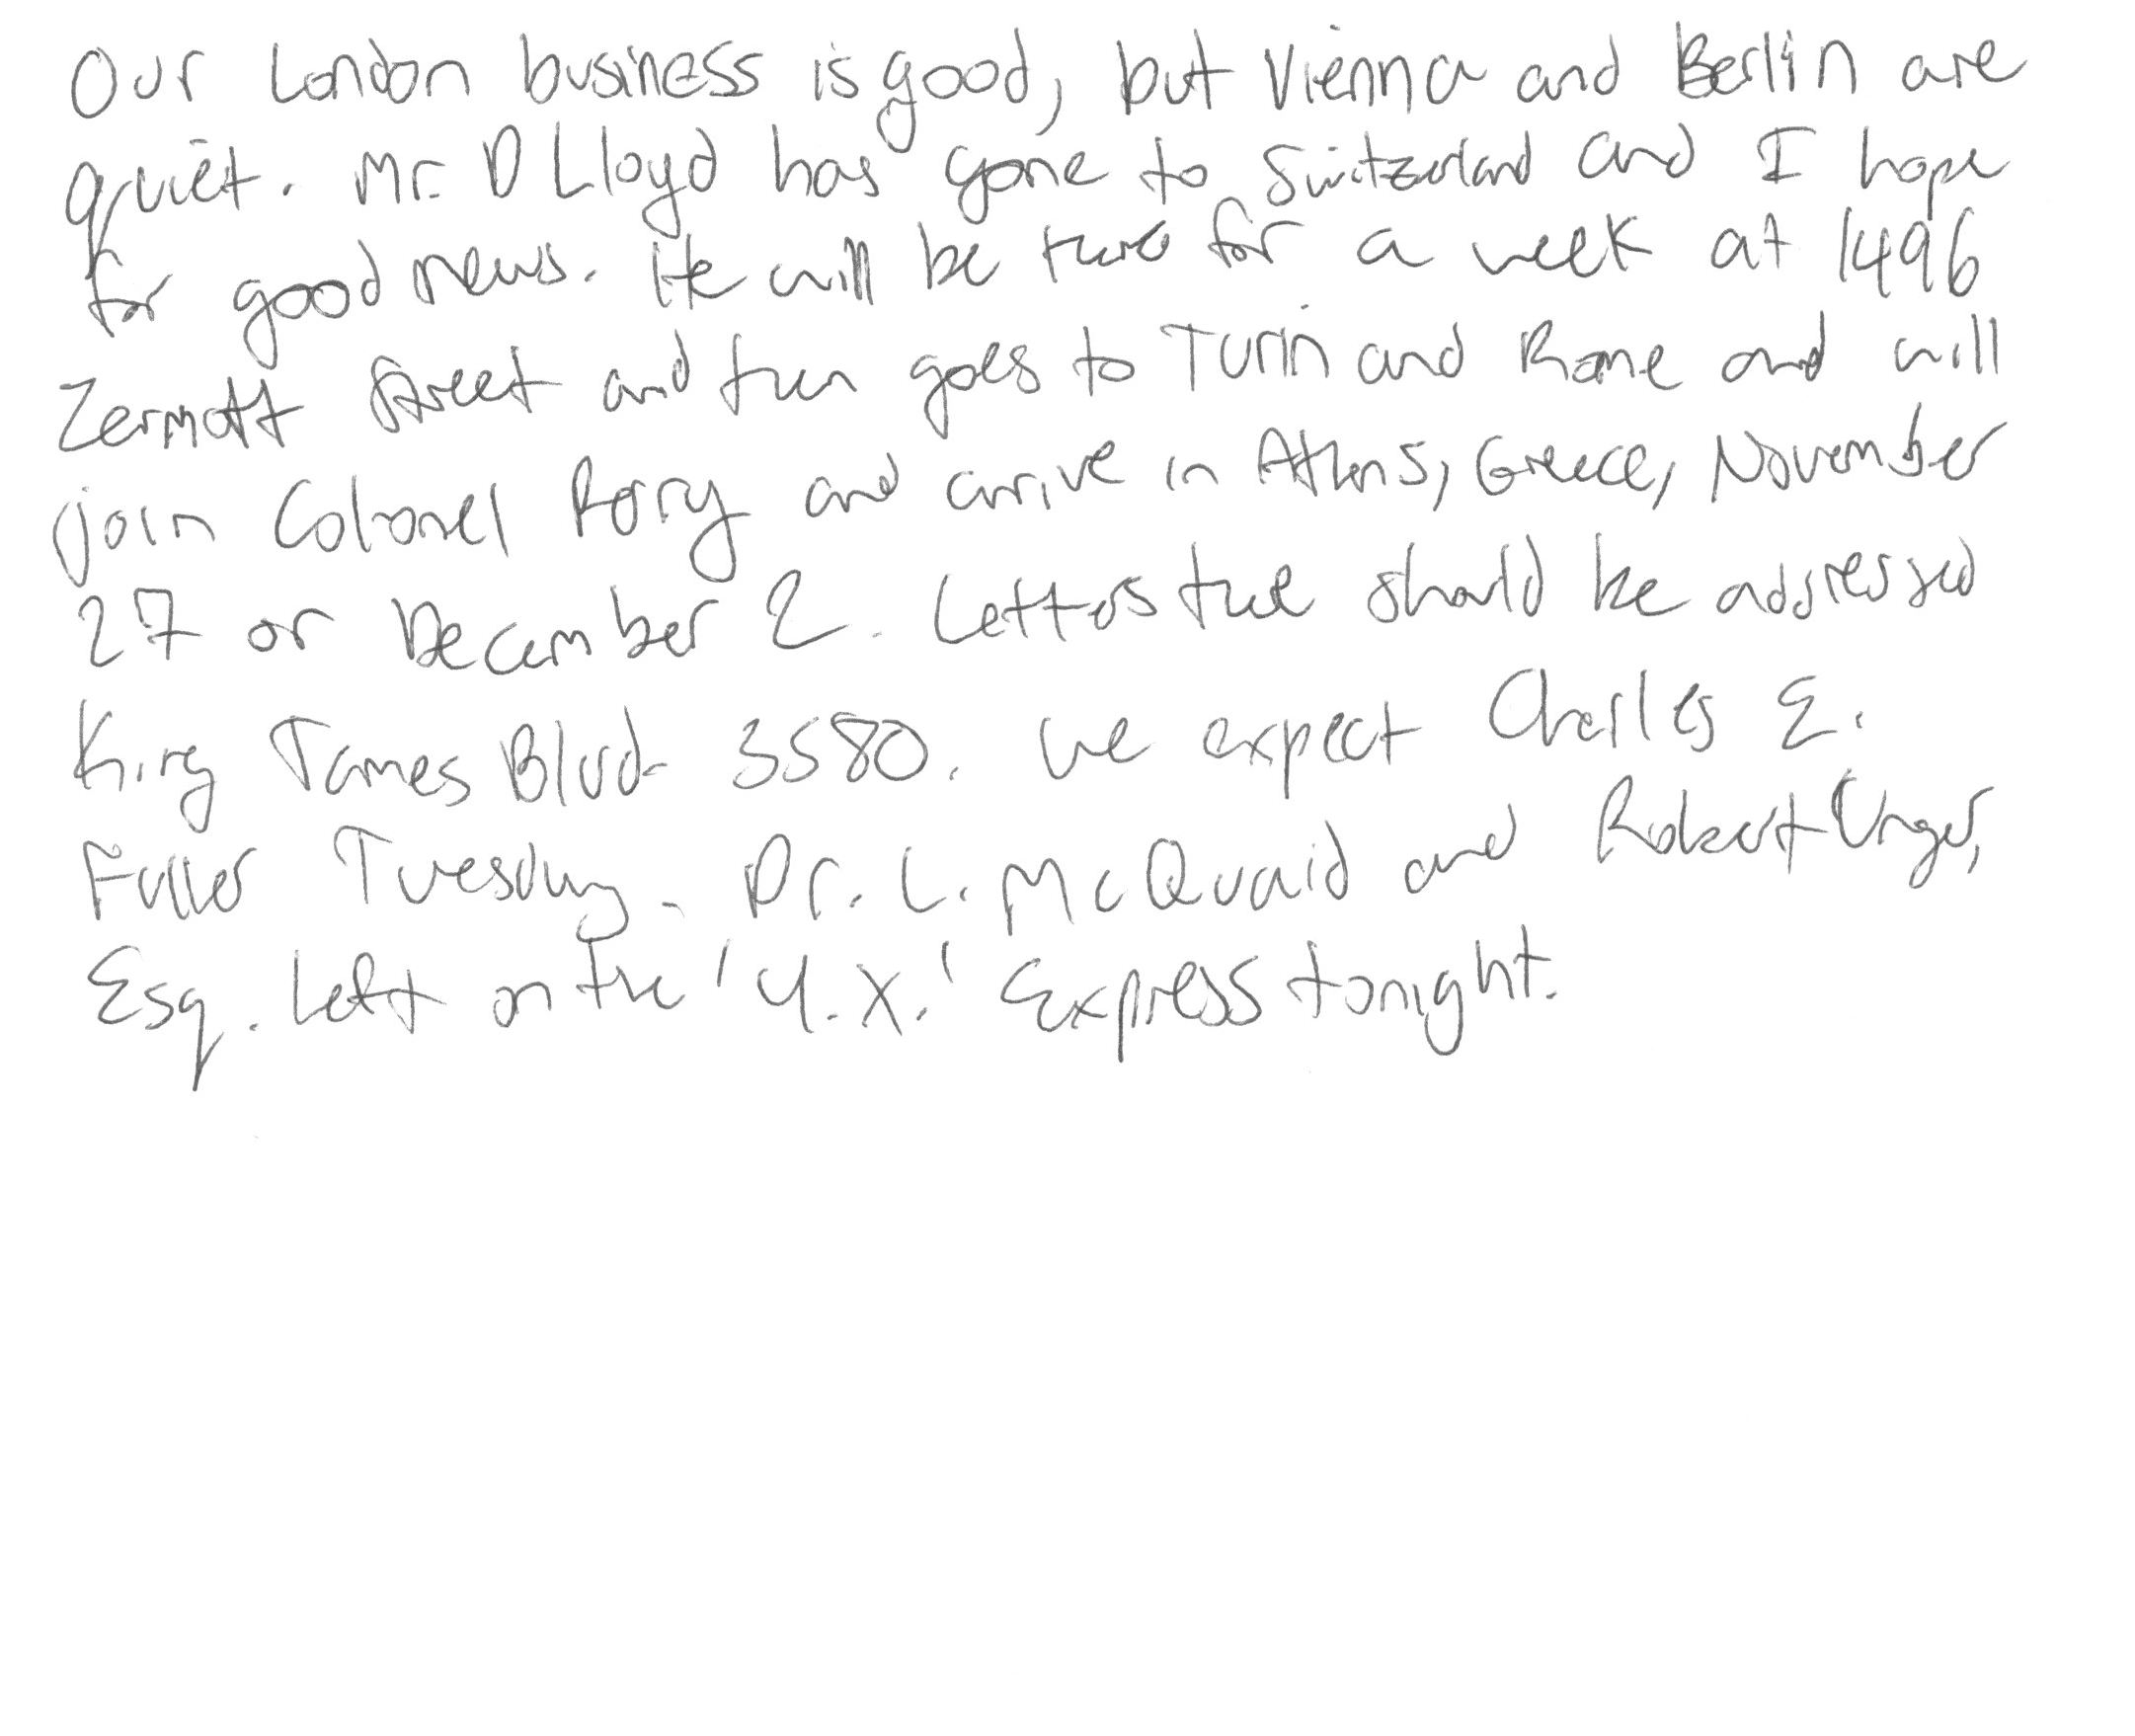 Our London business is good, but Vienna and Berlin are
quiet. Mr. D Lloyd has gone to Switzerland and I hope
for good news. He will be there for a week at 1496
Zermott Street and then goes to Turin and Rome and will
join Colonel Parry and arrive in Athens, Greece, November
27 or December 2. Letters there should be addressed
King James Blvd. 3580. We expect Charles E.
Fuller Tuesday. Dr. L. McQuaid and Robert Unger,
Esq. left on the 'Y.X.' Express tonight.